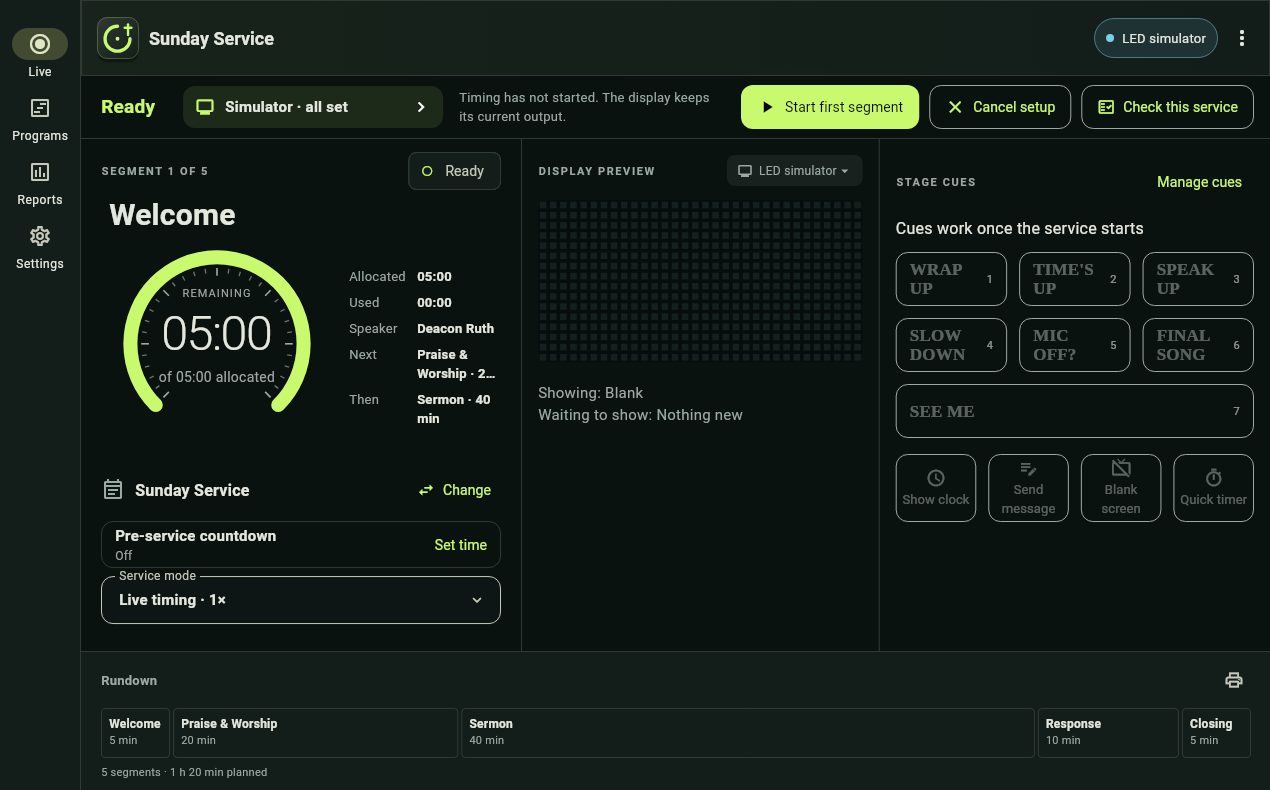 Sunday Service
LED simulator
Live
Programs
Reports
Settings
Ready
Simulator · all set
Timing has not started. The display keeps
its current output.
Start first segment
Cancel setup
Check this service
SEGMENT 1 OF 5
Ready
Welcome
REMAINING
05:00
of 05:00 allocated
Allocated 05:00
Used 00:00
Speaker Deacon Ruth
Next Praise &
Worship · 2…
Then Sermon · 40
min
Sunday Service
Change
Pre-service countdown
Off
Set time
Service mode
Live timing · 1×
DISPLAY PREVIEW
LED simulator
Showing: Blank
Waiting to show: Nothing new
STAGE CUES
Manage cues
Cues work once the service starts
WRAP
UP
1
TIME'S
UP
2
SPEAK
UP
3
SLOW
DOWN
4
MIC
OFF?
5
FINAL
SONG
6
SEE ME
7
Show clock
Send
message
Blank
screen
Quick timer
Rundown
Welcome
5 min
Praise & Worship
20 min
Sermon
40 min
Response
10 min
Closing
5 min
5 segments · 1 h 20 min planned